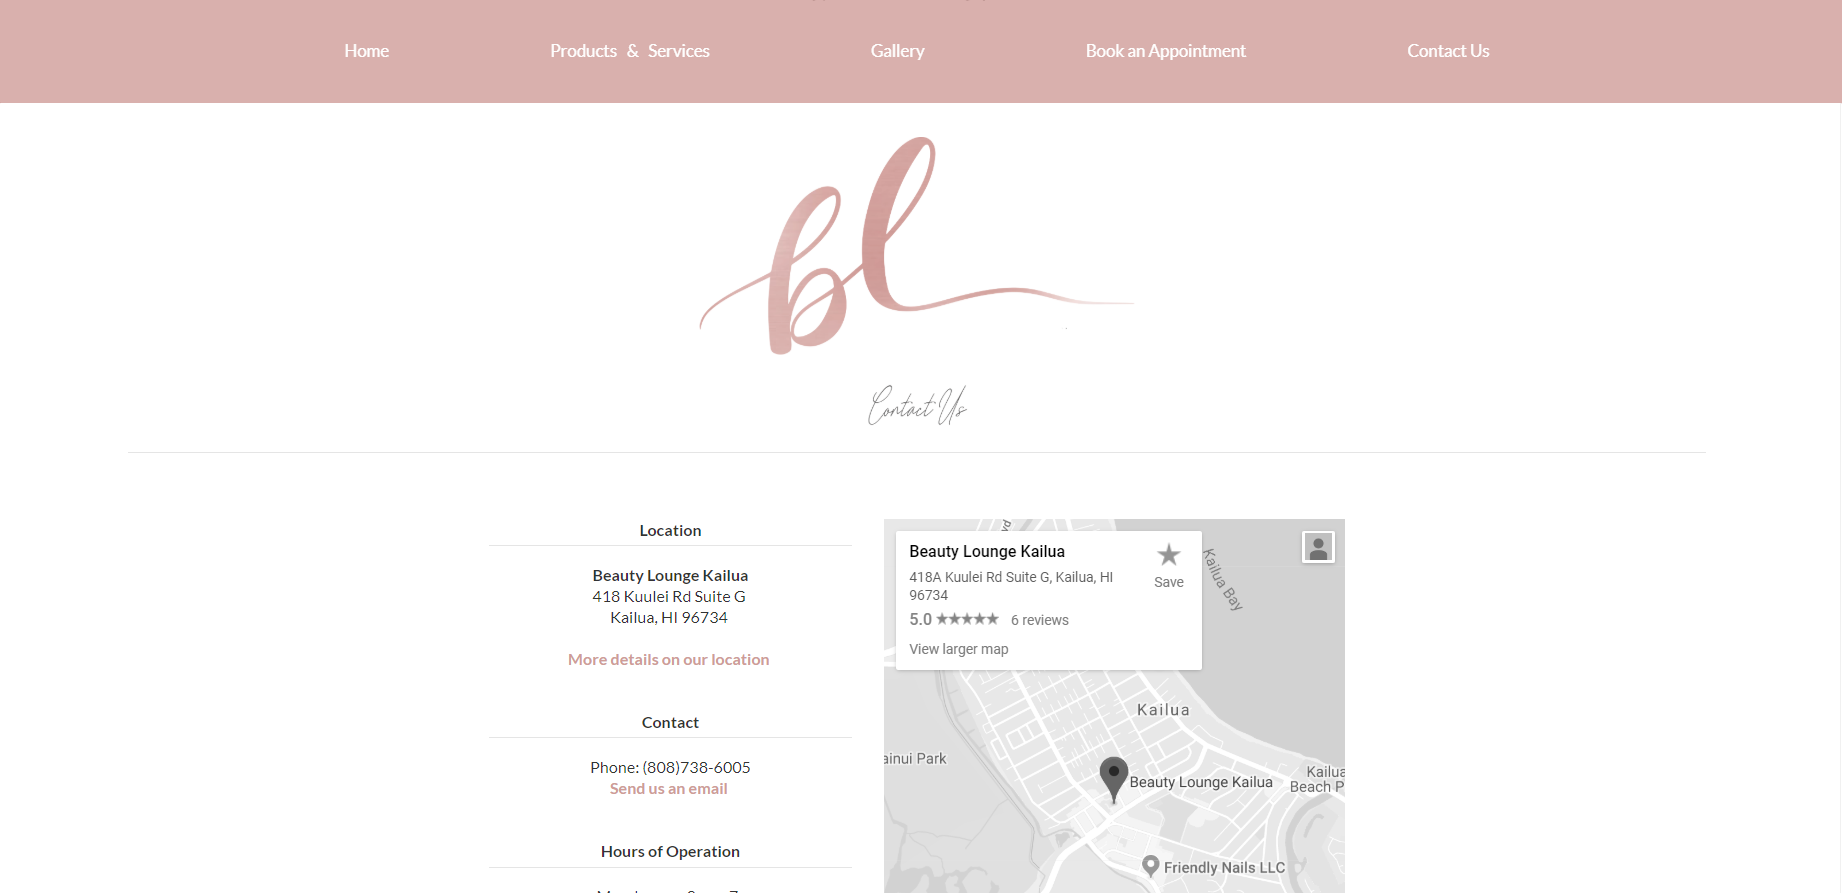 Home
Products & Services
Gallery
Book an Appointment
Contact Us
bl
Contact Us
Location
Beauty Lounge Kailua
418 Kuulei Rd Suite G
Kailua, HI 96734
More details on our location
Contact
Phone: (808)738-6005
Send us an email
Hours of Operation
Beauty Lounge Kailua
418A Kuulei Rd Suite G, Kailua, HI
96734
5.0 ★★★★★ 6 reviews
View larger map
Save
Kailua Bay
Kailua
ainui Park
Beauty Lounge Kailua
Kailua
Beach P
Friendly Nails LLC